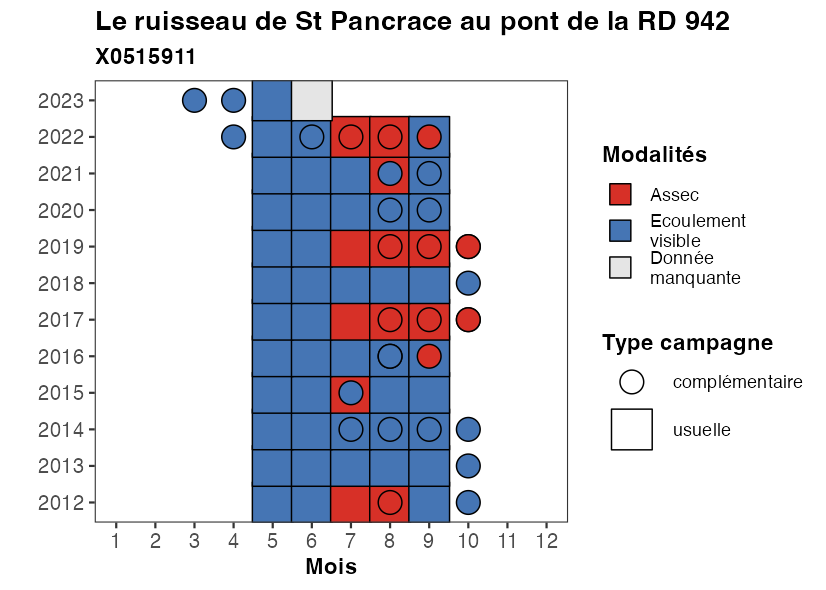 Le ruisseau de St Pancrace au pont de la RD 942
X0515911
2023
2022
2021
2020
2019
2018
2017
2016
2015
2014
2013
2012
1 2 3 4 5 6 7 8 9 10 11 12
Mois
Modalités
Assec
Ecoulement
visible
Donnée
manquante
Type campagne
complémentaire
usuelle